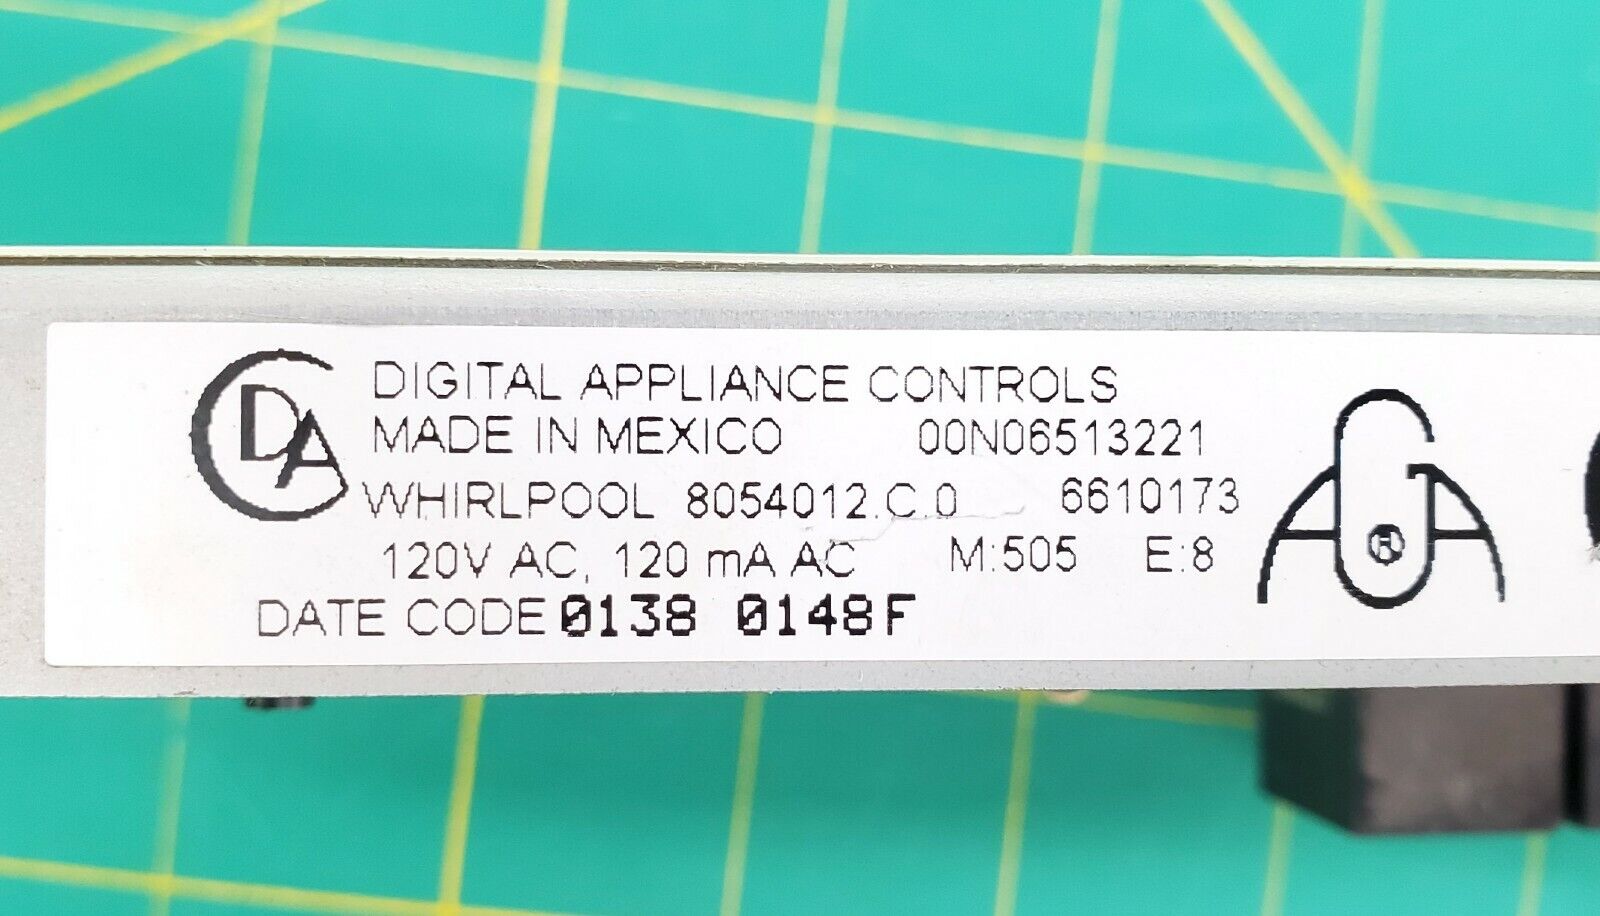 CDA DIGITAL APPLIANCE CONTROLS
MADE IN MEXICO 00N06513221
WHIRLPOOL 8054012.C.0 6610173
120V AC, 120 mA AC M:505 E:8
DATE CODE 0138 0148F
®